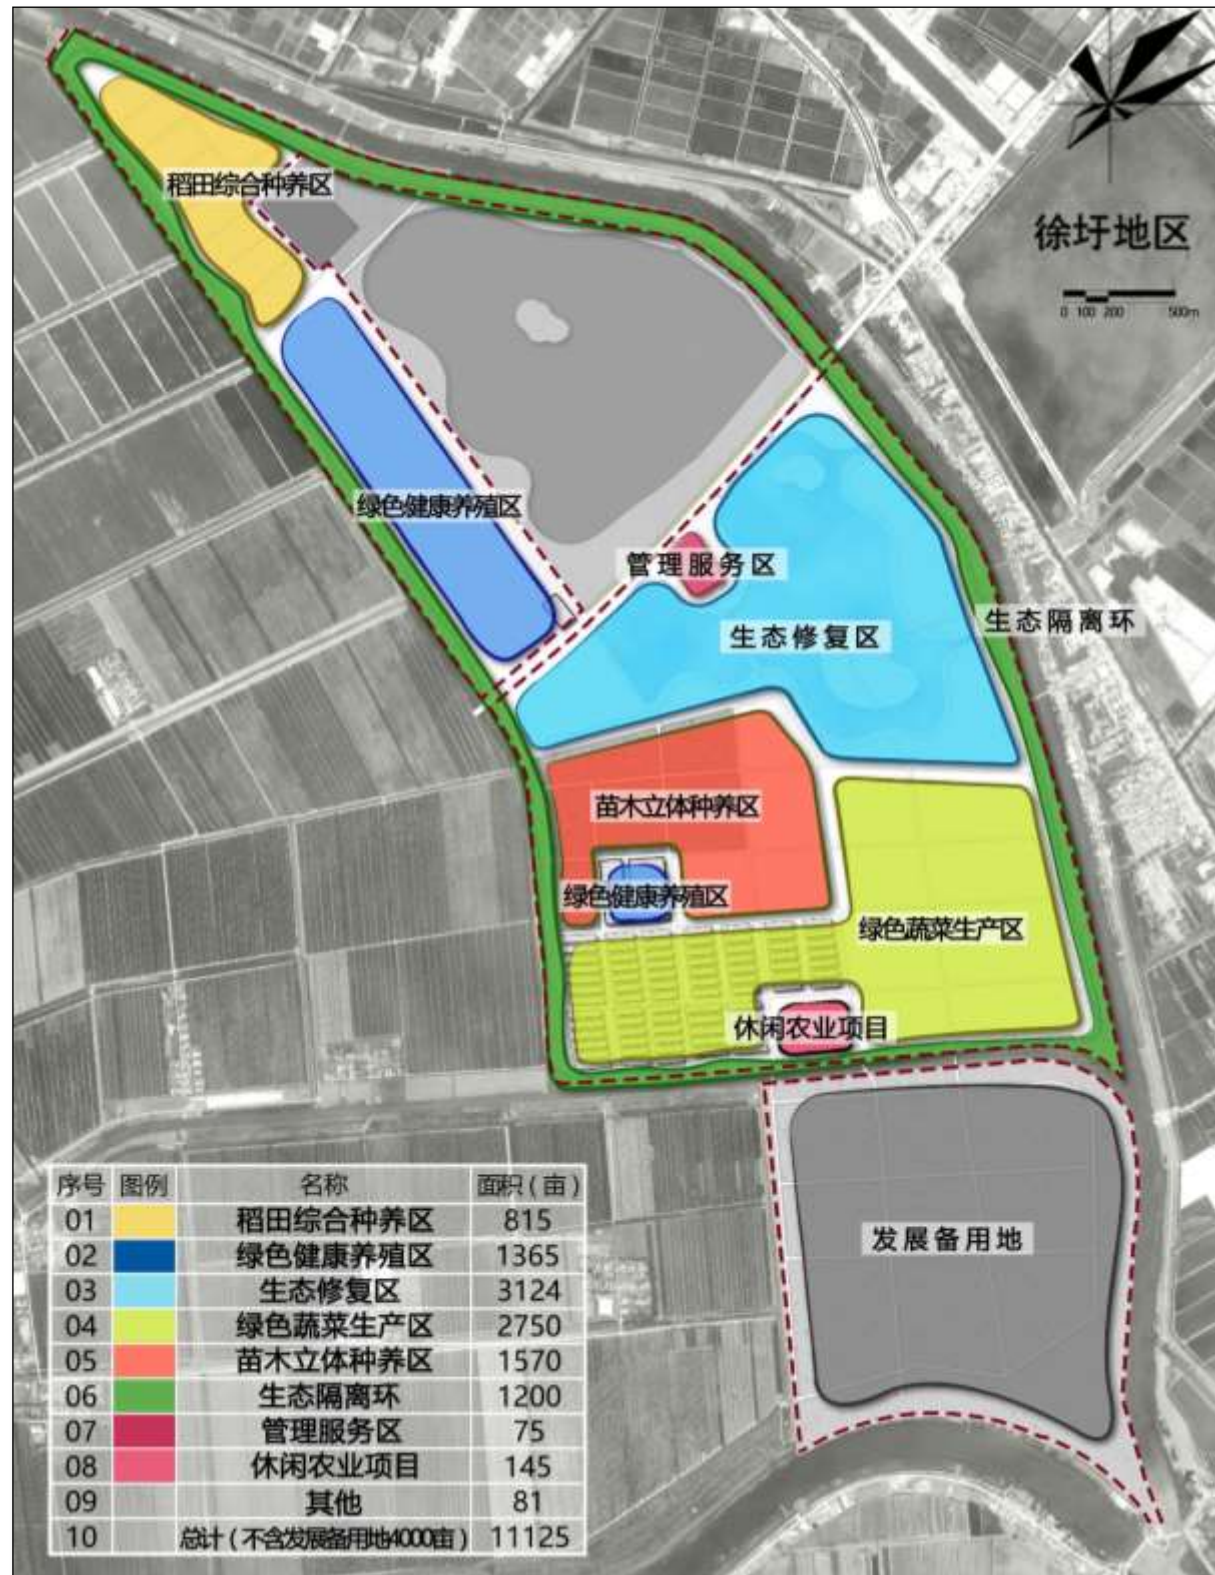 徐圩地区
0 100 200 500m
稻田综合种养区
绿色健康养殖区
管理服务区
生态隔离环
生态修复区
苗木立体种养区
绿色健康养殖区
绿色蔬菜生产区
休闲农业项目
发展备用地
序号 图例 名称 面积(亩)
01 稻田综合种养区 815
02 绿色健康养殖区 1365
03 生态修复区 3124
04 绿色蔬菜生产区 2750
05 苗木立体种养区 1570
06 生态隔离环 1200
07 管理服务区 75
08 休闲农业项目 145
09 其他 81
10 总计(不含发展备用地4000亩) 11125